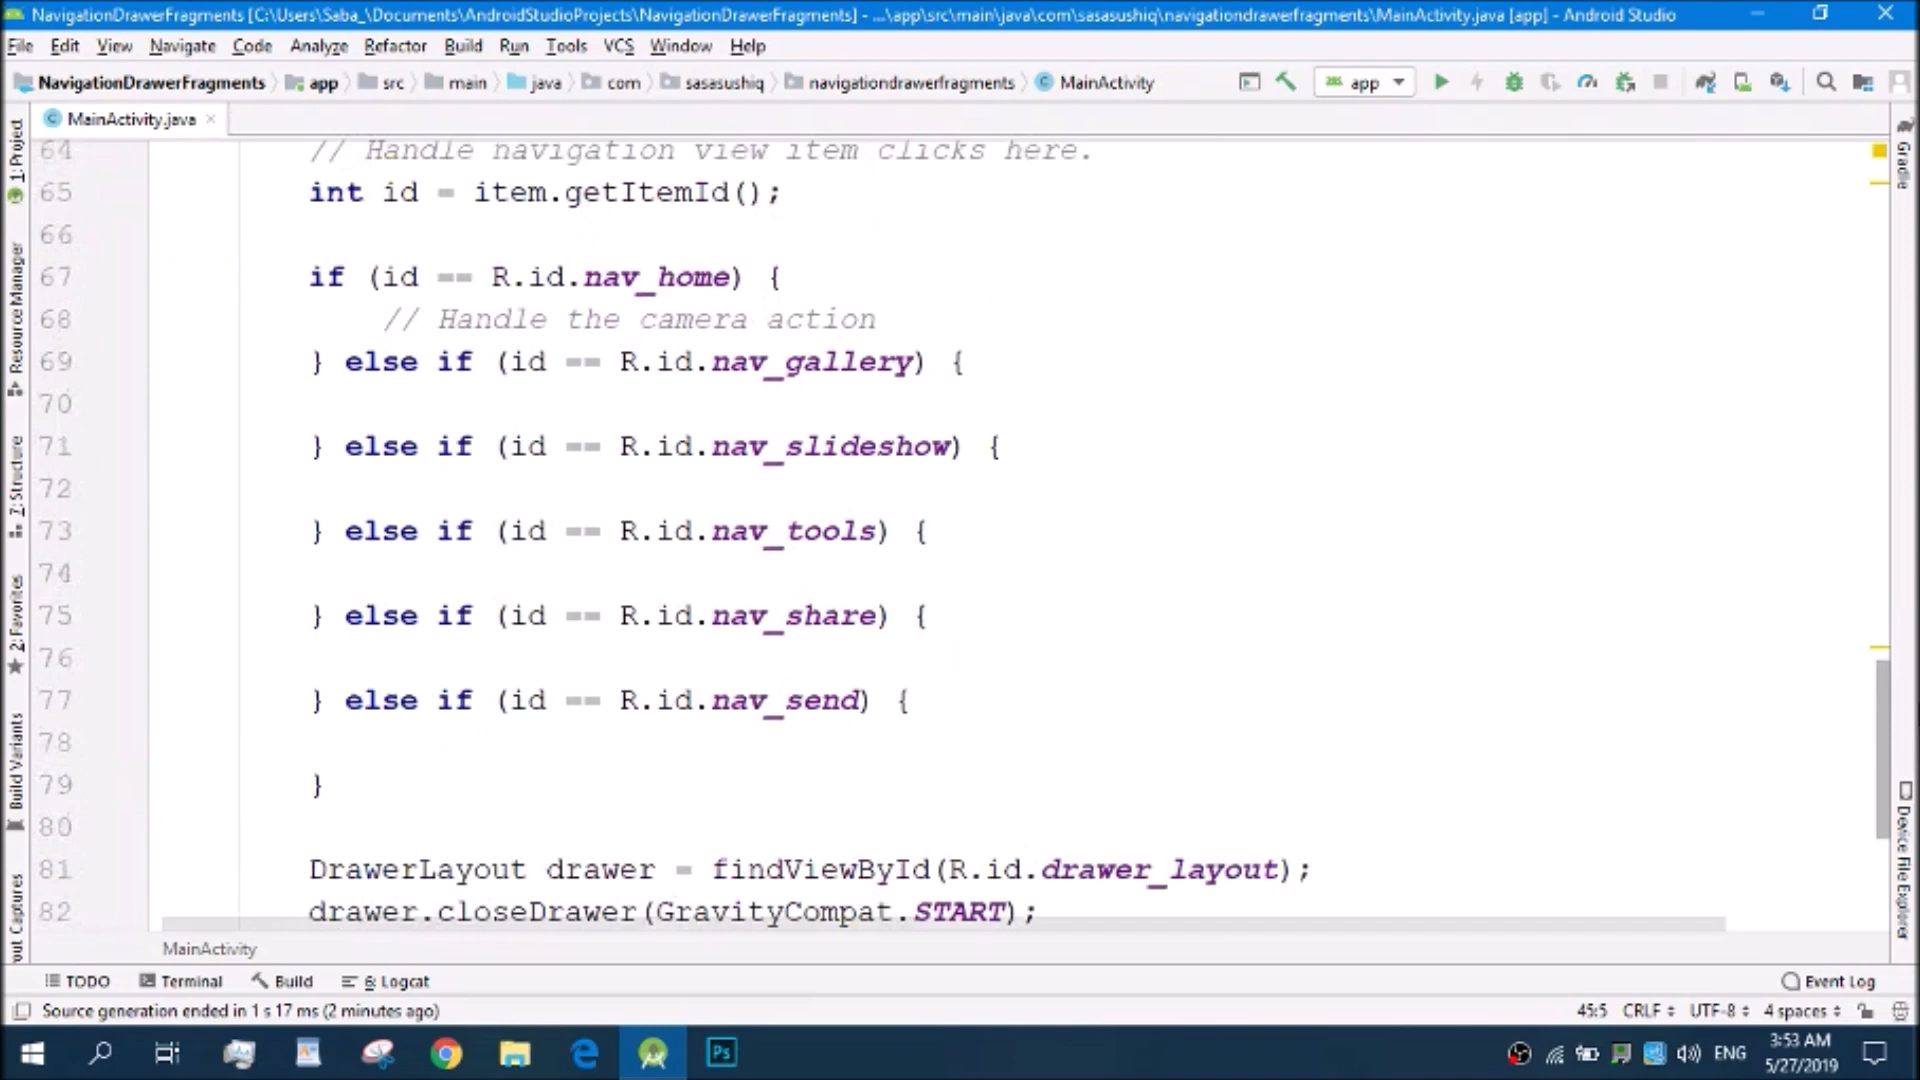 NavigationDrawerFragments [C:\Users\Saba_\Documents\AndroidStudioProjects\NavigationDrawerFragments] - ...\app\src\main\java\com\sasasushiq\navigationdrawerfragments\MainActivity.java [app] - Android Studio
File Edit View Navigate Code Analyze Refactor Build Run Tools VCS Window Help
NavigationDrawerFragments app src main java com sasasushiq navigationdrawerfragments MainActivity app
MainActivity.java
1: Project
Resource Manager
7: Structure
2: Favorites
Build Variants
out Captures
64 // Handle navigation view item clicks here.
65 int id = item.getItemId();
66
67 if (id == R.id.nav_home) {
68 // Handle the camera action
69 } else if (id == R.id.nav_gallery) {
70
71 } else if (id == R.id.nav_slideshow) {
72
73 } else if (id == R.id.nav_tools) {
74
75 } else if (id == R.id.nav_share) {
76
77 } else if (id == R.id.nav_send) {
78
79 }
80
81 DrawerLayout drawer = findViewById(R.id.drawer_layout);
82 drawer.closeDrawer(GravityCompat.START);
Gradle
Device File Explorer
MainActivity
TODO Terminal Build 6: Logcat Event Log
Source generation ended in 1 s 17 ms (2 minutes ago) 45:5 CRLF UTF-8 4 spaces
Ps ENG 3:53 AM
5/27/2019